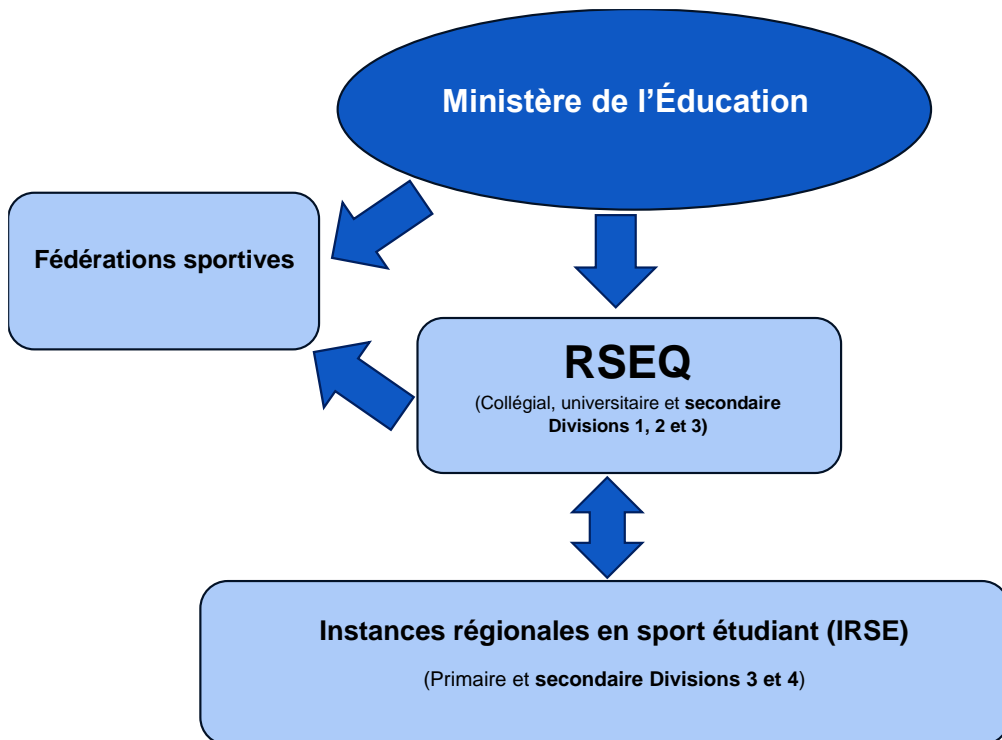 Ministère de l’Éducation
Fédérations sportives
RSEQ
(Collégial, universitaire et secondaire
Divisions 1, 2 et 3)
Instances régionales en sport étudiant (IRSE)
(Primaire et secondaire Divisions 3 et 4)